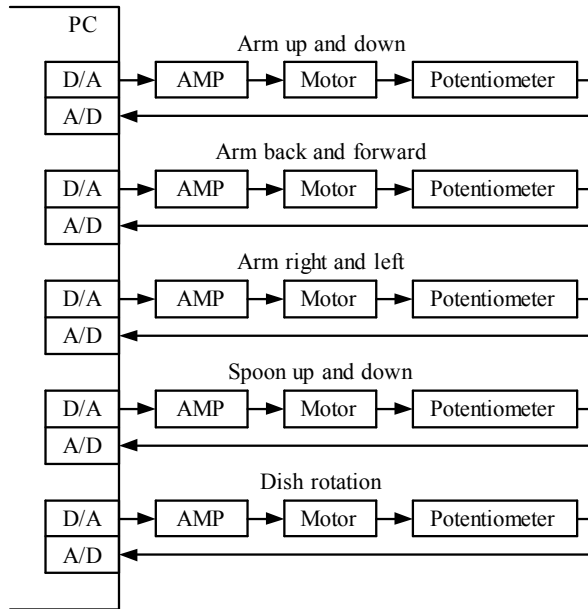 PC
Arm up and down
D/A AMP Motor Potentiometer
A/D
Arm back and forward
D/A AMP Motor Potentiometer
A/D
Arm right and left
D/A AMP Motor Potentiometer
A/D
Spoon up and down
D/A AMP Motor Potentiometer
A/D
Dish rotation
D/A AMP Motor Potentiometer
A/D